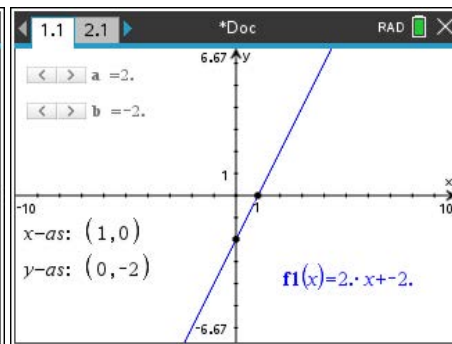 1.1 2.1 *Doc RAD
6.67 y
< > a =2.
< > b =-2.
1
x
-10 1 10
x-as: (1,0)
y-as: (0,-2)
f1(x)=2.·x+-2.
-6.67